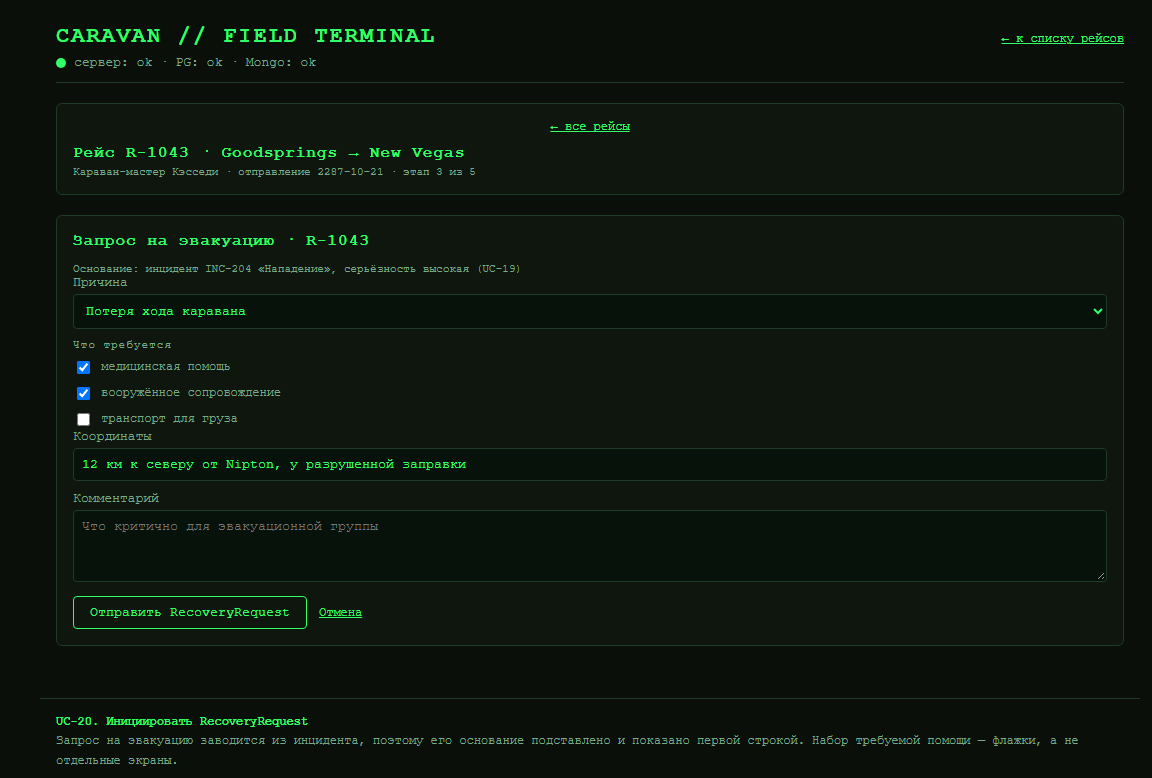 CARAVAN // FIELD TERMINAL
← к списку рейсов
сервер: ok · PG: ok · Mongo: ok
← все рейсы
Рейс R-1043 · Goodsprings → New Vegas
Караван-мастер Кэсседи · отправление 2287-10-21 · этап 3 из 5
Запрос на эвакуацию · R-1043
Основание: инцидент INC-204 «Нападение», серьёзность высокая (UC-19)
Причина
Потеря хода каравана
Что требуется
медицинская помощь
вооружённое сопровождение
транспорт для груза
Координаты
12 км к северу от Nipton, у разрушенной заправки
Комментарий
Что критично для эвакуационной группы
Отправить RecoveryRequest
Отмена
UC-20. Инициировать RecoveryRequest
Запрос на эвакуацию заводится из инцидента, поэтому его основание подставлено и показано первой строкой. Набор требуемой помощи — флажки, а не
отдельные экраны.